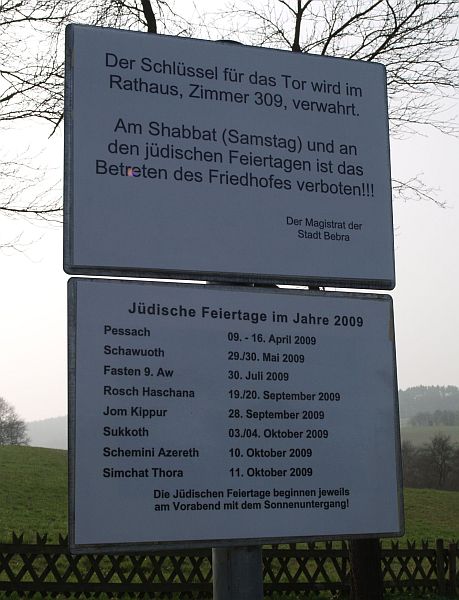 Der Schlüssel für das Tor wird im
Rathaus, Zimmer 309, verwahrt.
Am Shabbat (Samstag) und an
den jüdischen Feiertagen ist das
Betreten des Friedhofes verboten!!!
Der Magistrat der
Stadt Bebra
Jüdische Feiertage im Jahre 2009
Pessach 09. - 16. April 2009
Schawuoth 29./30. Mai 2009
Fasten 9. Aw 30. Juli 2009
Rosch Haschana 19./20. September 2009
Jom Kippur 28. September 2009
Sukkoth 03./04. Oktober 2009
Schemini Azereth 10. Oktober 2009
Simchat Thora 11. Oktober 2009
Die Jüdischen Feiertage beginnen jeweils
am Vorabend mit dem Sonnenuntergang!